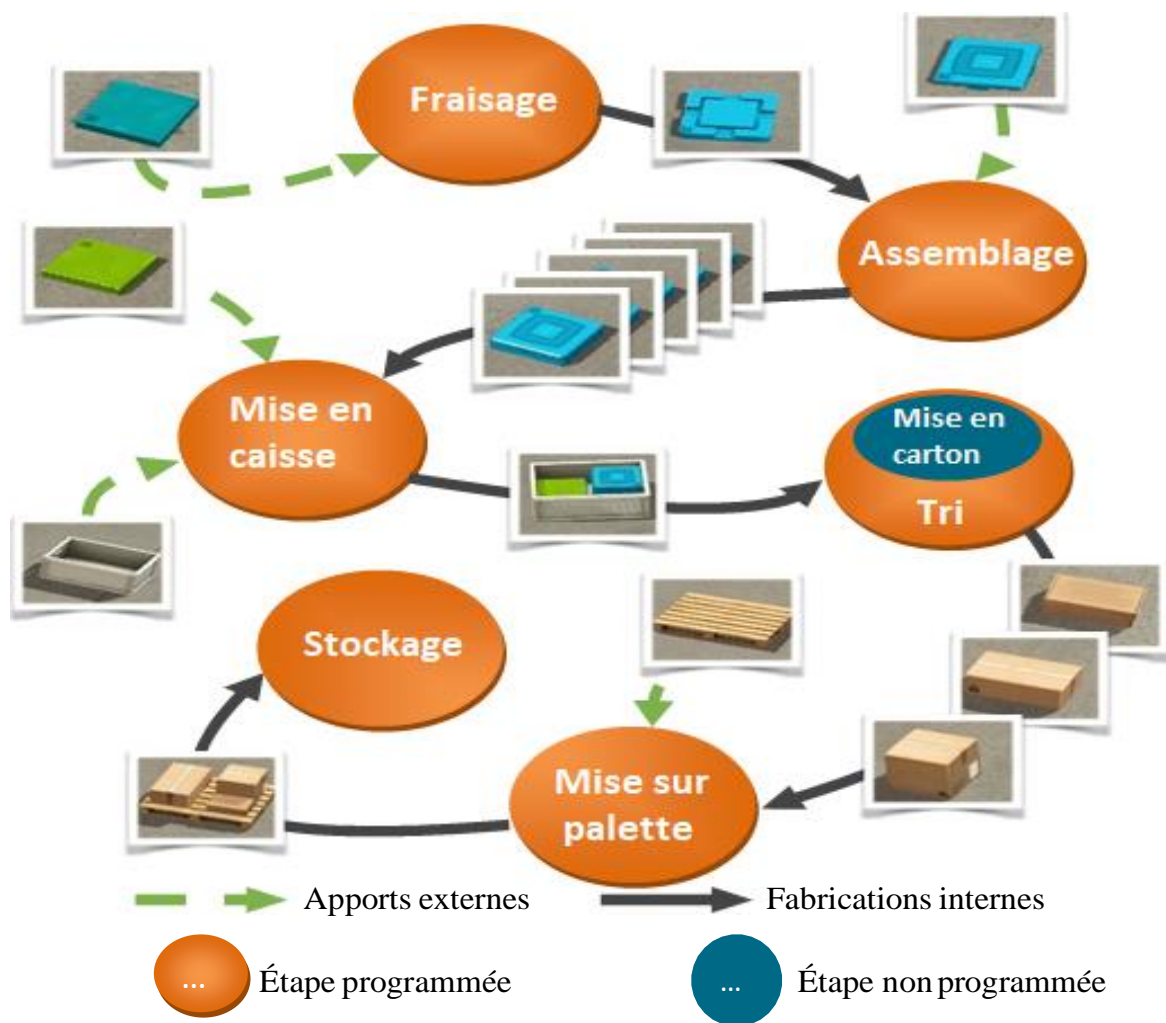 Fraisage
Assemblage
Mise en
caisse
Mise en
carton
Tri
Stockage
Mise sur
palette
Apports externes
Fabrications internes
...
Étape programmée
...
Étape non programmée